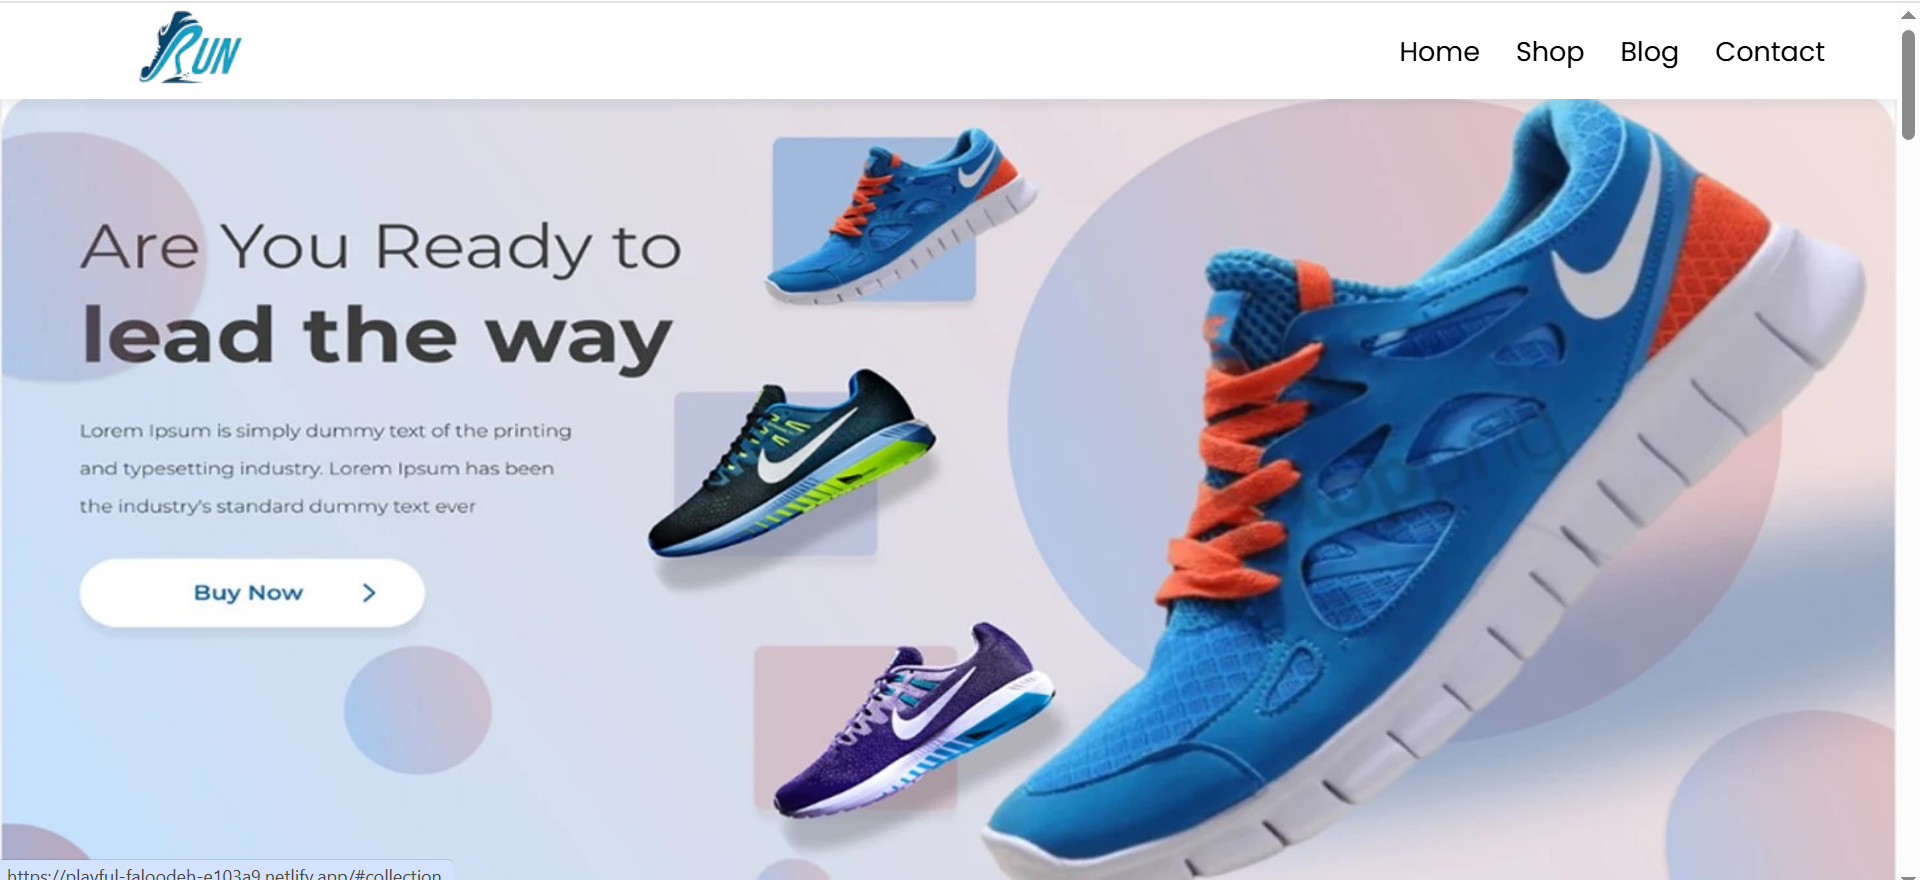 RUN
Home Shop Blog Contact
Are You Ready to
lead the way
Lorem Ipsum is simply dummy text of the printing
and typesetting industry. Lorem Ipsum has been
the industry's standard dummy text ever
Buy Now
toppng
https://playful-faloodeh-e103a9.netlify.app/#collection